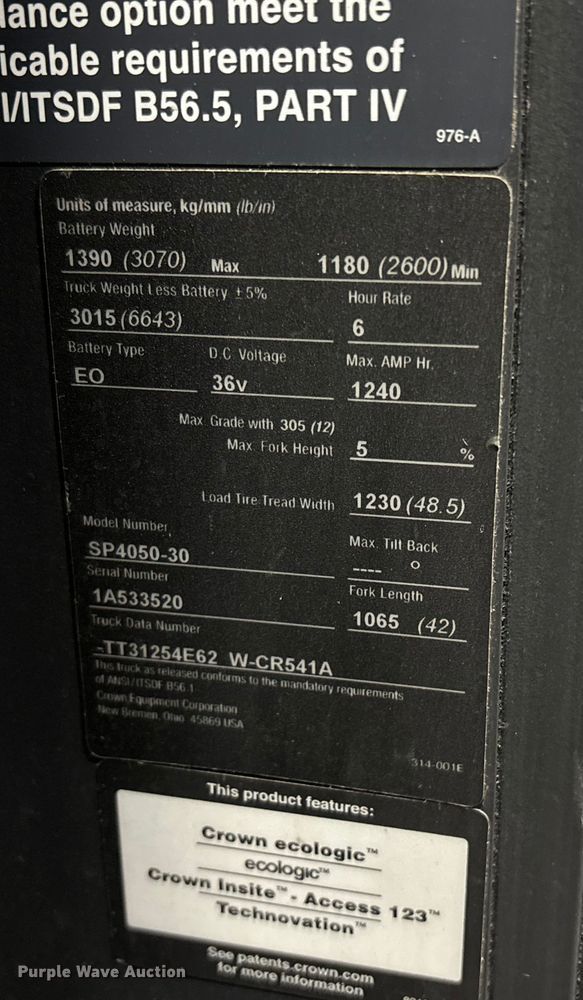 lance option meet the
icable requirements of
I/ITSDF B56.5, PART IV
976-A
Units of measure, kg/mm (lb/in)
Battery Weight
1390 (3070) Max 1180 (2600) Min
Truck Weight Less Battery ± 5% Hour Rate
3015 (6643) 6
Battery Type D.C. Voltage Max. AMP Hr.
EO 36v 1240
Max. Grade with 305 (12)
Max. Fork Height 5 %
Load Tire Tread Width 1230 (48.5)
Model Number Max. Tilt Back
SP4050-30 ---- °
Serial Number Fork Length
1A533520 1065 (42)
Truck Data Number
-TT31254E62 W-CR541A
This truck as released conforms to the mandatory requirements
of ANSI/ITSDF B56.1
Crown Equipment Corporation
New Bremen, Ohio 45869 USA
314-001E
This product features:
Crown ecologic™
ecologic™
Crown Insite™ - Access 123™
Technovation™
See patents.crown.com
for more information
Purple Wave Auction